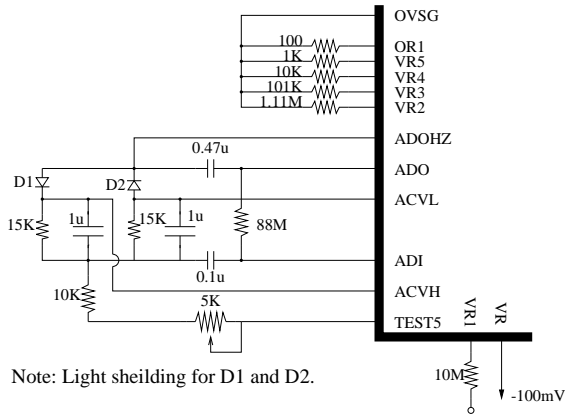 OVSG
100 OR1
1K VR5
10K VR4
101K VR3
1.11M VR2
ADOHZ
0.47u ADO
D1 D2
ACVL
15K 1u 15K 1u 88M
ADI
0.1u
10K ACVH
5K
TEST5
VR1 VR
Note: Light sheilding for D1 and D2.
10M
-100mV